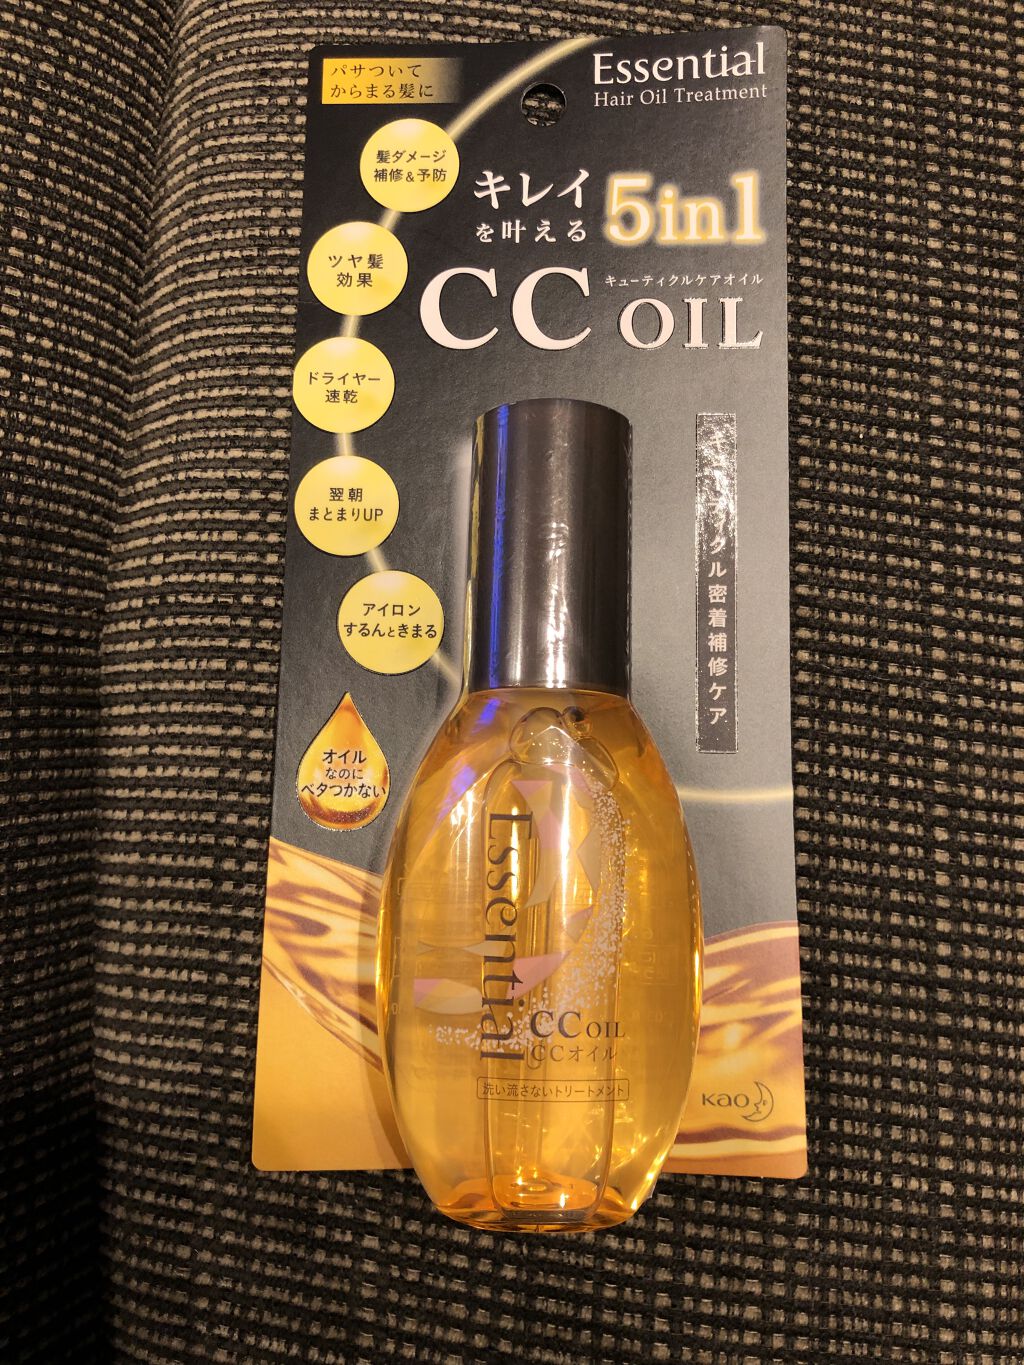 パサついて
からまる髪に
Essential
Hair Oil Treatment
髪ダメージ
補修&予防
キレイ
を叶える
5in1
ツヤ髪
効果
キューティクルケアオイル
CC OIL
ドライヤー
速乾
翌朝
まとまりUP
アイロン
するんときまる
オイル
なのに
ベタつかない
キューティクル密着補修ケア
Essential
CC OIL
CCオイル
洗い流さないトリートメント
Kao